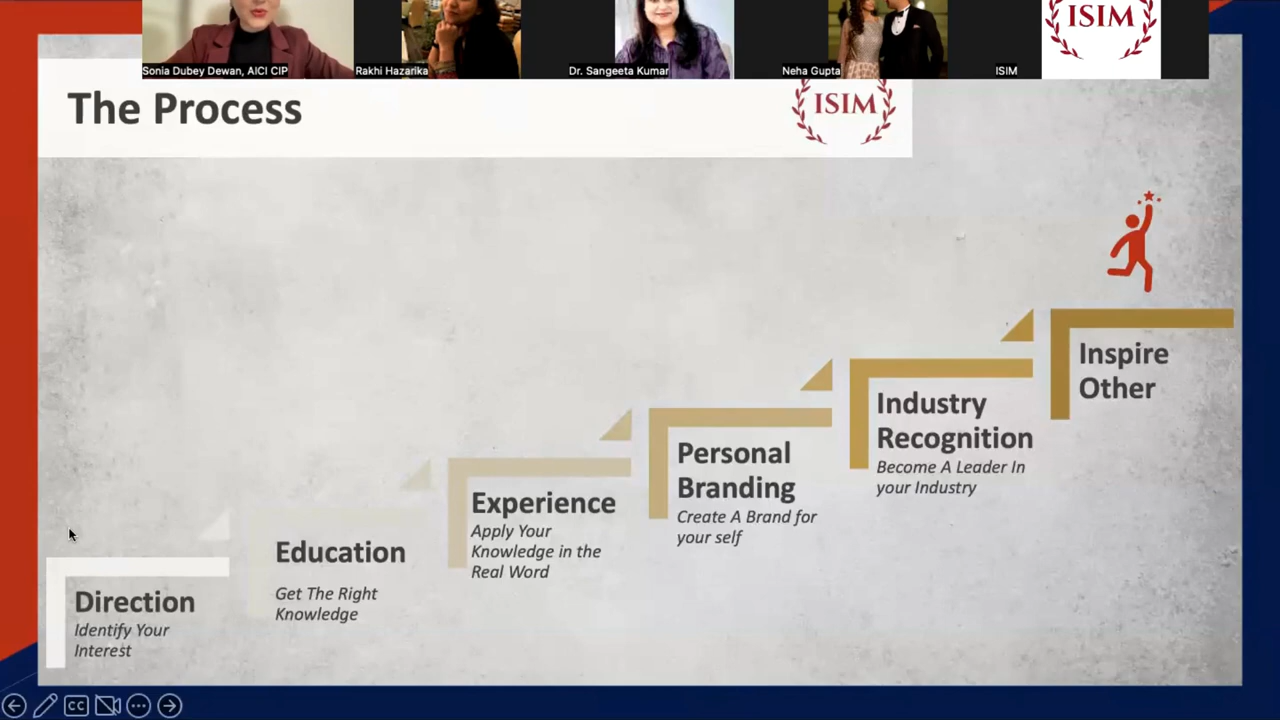 ISIM
Sonia Dubey Dewan, AICI CIP
Rakhi Hazarika
Dr. Sangeeta Kumar
Neha Gupta
ISIM
The Process
ISIM
Inspire
Other
Industry
Recognition
Become A Leader In
your Industry
Personal
Branding
Create A Brand for
your self
Experience
Apply Your
Knowledge in the
Real Word
Education
Get The Right
Knowledge
Direction
Identify Your
Interest
CC